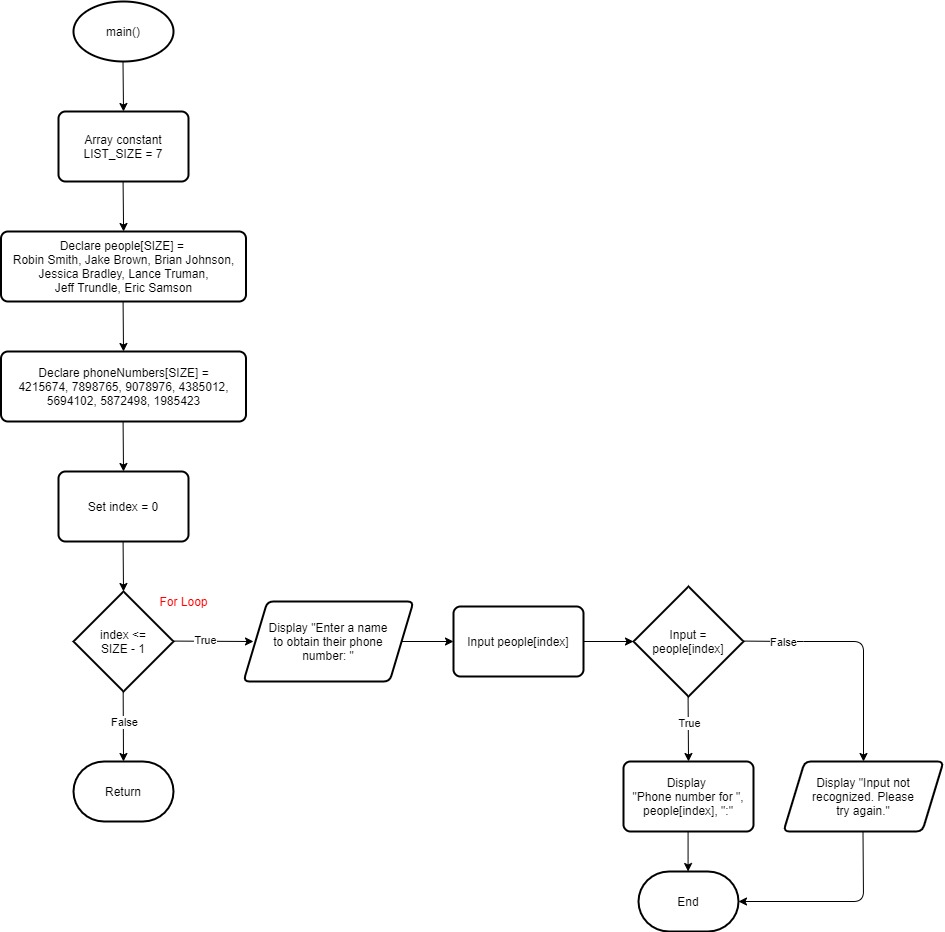 main()
Array constant
LIST_SIZE = 7
Declare people[SIZE] =
Robin Smith, Jake Brown, Brian Johnson,
Jessica Bradley, Lance Truman,
Jeff Trundle, Eric Samson
Declare phoneNumbers[SIZE] =
4215674, 7898765, 9078976, 4385012,
5694102, 5872498, 1985423
Set index = 0
For Loop
index <=
SIZE - 1
True
Display "Enter a name
to obtain their phone
number: "
Input people[index]
Input =
people[index]
False
False
True
Return
Display
"Phone number for ",
people[index], ":"
Display "Input not
recognized. Please
try again."
End